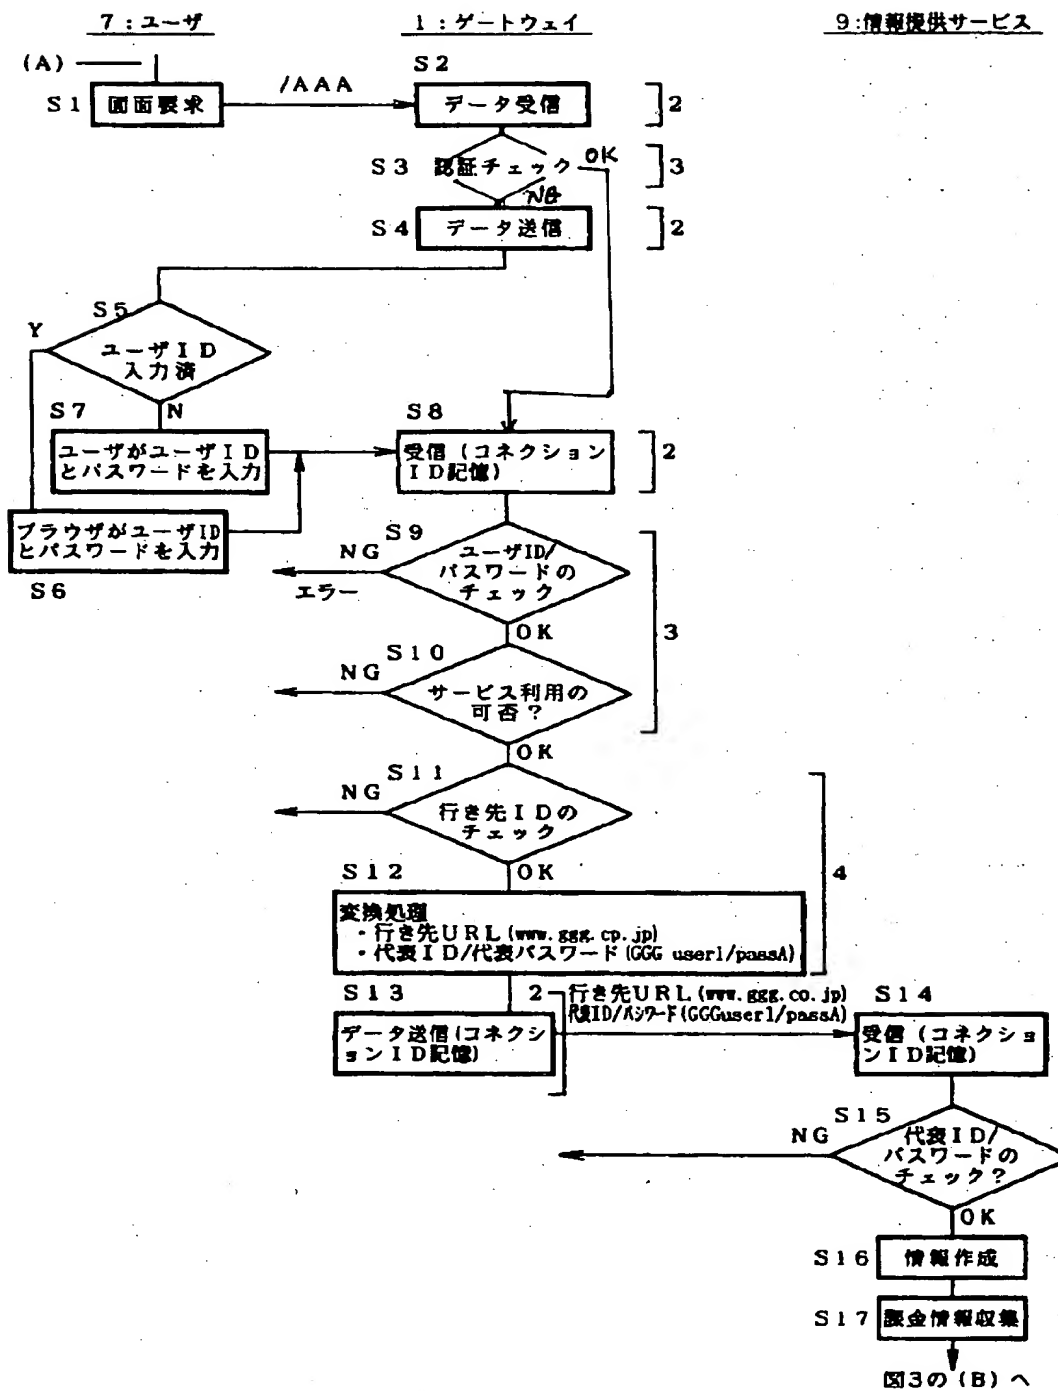 7：ユーザ
1：ゲートウェイ
9:情報提供サービス
(A)
S1
画面要求
/AAA
S2
データ受信
2
S3
認証チェック
OK
3
NG
S4
データ送信
2
S5
Y
ユーザID
入力済
N
S7
ユーザがユーザID
とパスワードを入力
S8
受信（コネクション
ID記憶）
2
ブラウザがユーザID
とパスワードを入力
S6
S9
NG
エラー
ユーザID/
パスワードの
チェック
OK
3
S10
NG
サービス利用の
可否？
OK
S11
NG
行き先IDの
チェック
OK
4
S12
変換処理
・行き先URL(www.ggg.cp.jp)
・代表ID/代表パスワード(GGG user1/passA)
S13
データ送信(コネクシ
ョンID記憶)
2
行き先URL(www.ggg.co.jp)
代表ID/パスワード(GGGuser1/passA)
S14
受信（コネクショ
ンID記憶）
S15
NG
代表ID/
パスワードの
チェック？
OK
S16
情報作成
S17
課金情報収集
図3の(B)へ